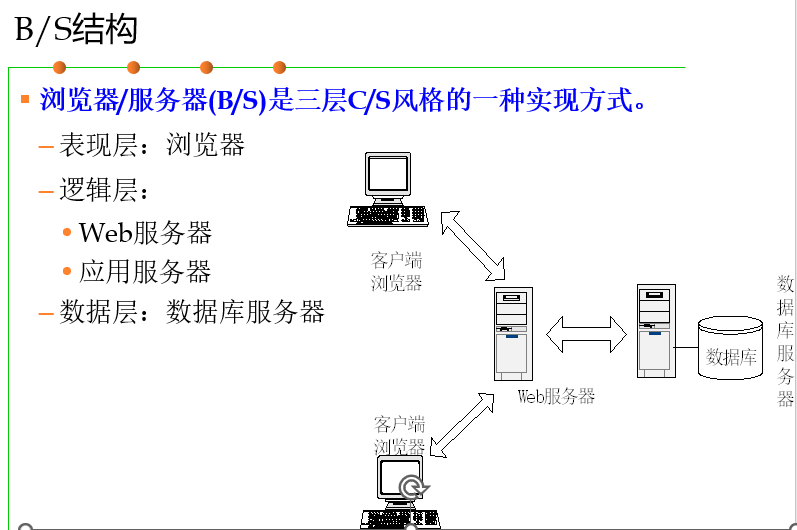 B/S结构
浏览器/服务器(B/S)是三层C/S风格的一种实现方式。
表现层：浏览器
逻辑层：
Web服务器
应用服务器
数据层：数据库服务器
客户端
浏览器
Web服务器
数据库
数据库服务器
客户端
浏览器